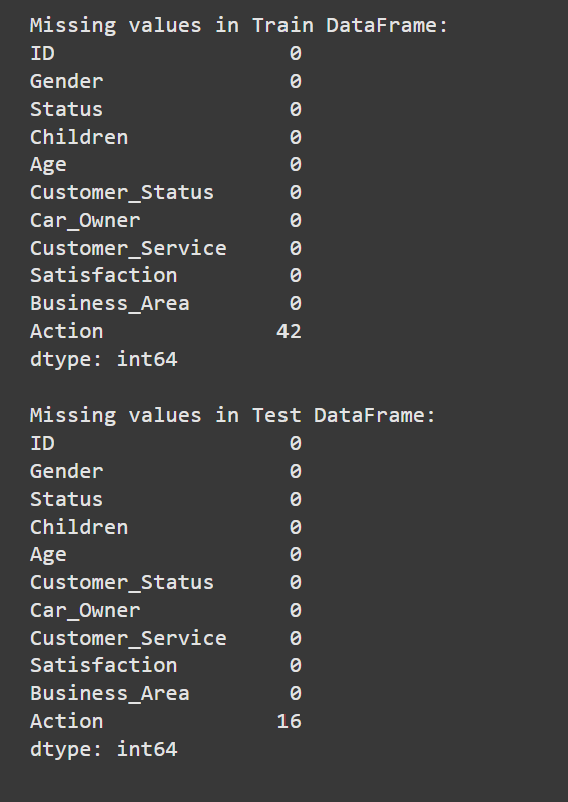 Missing values in Train DataFrame:
ID 0
Gender 0
Status 0
Children 0
Age 0
Customer_Status 0
Car_Owner 0
Customer_Service 0
Satisfaction 0
Business_Area 0
Action 42
dtype: int64
Missing values in Test DataFrame:
ID 0
Gender 0
Status 0
Children 0
Age 0
Customer_Status 0
Car_Owner 0
Customer_Service 0
Satisfaction 0
Business_Area 0
Action 16
dtype: int64